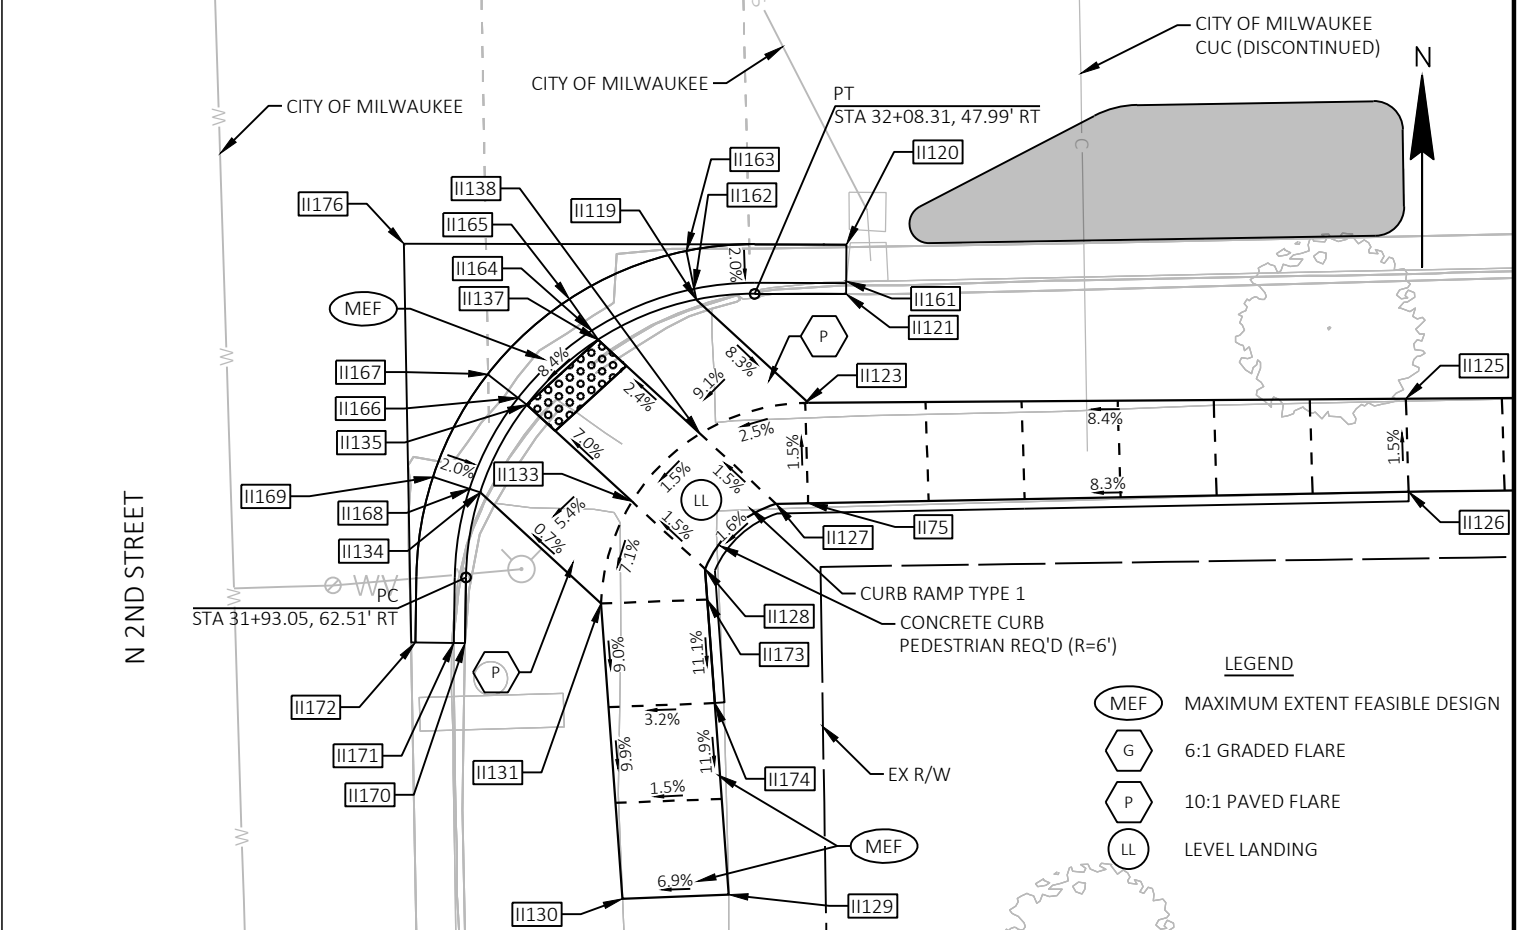 CITY OF MILWAUKEE
CUC (DISCONTINUED)
N
CITY OF MILWAUKEE
CITY OF MILWAUKEE
PT
STA 32+08.31, 47.99' RT
II163
II120
II138
II162
II176
II165
II119
2.0%
II164
II137
II161
MEF
II121
P
8.4%
8.3%
II167
II123
II125
9.1%
2.4%
II166
8.4%
II135
2.5%
7.0%
1.5%
1.5%
2.0%
II133
1.5%
1.5%
8.3%
II169
LL
II168
5.4%
1.5%
1.6%
II75
II126
II134
0.7%
II127
7.1%
WV
PC
CURB RAMP TYPE 1
STA 31+93.05, 62.51' RT
II128
CONCRETE CURB
PEDESTRIAN REQ'D (R=6')
N 2ND STREET
9.0%
11.1%
II173
P
LEGEND
II172
MEF MAXIMUM EXTENT FEASIBLE DESIGN
3.2%
II171
9.9%
11.9%
G 6:1 GRADED FLARE
II131
II174
EX R/W
II170
1.5%
P 10:1 PAVED FLARE
MEF
LL LEVEL LANDING
6.9%
II130
II129
W
W
W
W
W
C